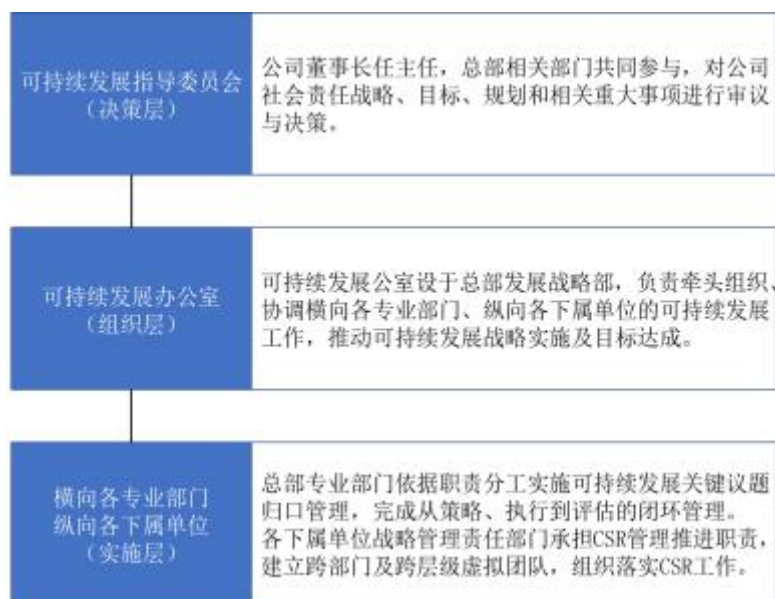 可持续发展指导委员会
（决策层）
公司董事长任主任，总部相关部门共同参与，对公司
社会责任战略、目标、规划和相关重大事项进行审议
与决策。
可持续发展办公室
（组织层）
可持续发展公室设于总部发展战略部，负责牵头组织、
协调横向各专业部门、纵向各下属单位的可持续发展
工作，推动可持续发展战略实施及目标达成。
横向各专业部门
纵向各下属单位
（实施层）
总部专业部门依据职责分工实施可持续发展关键议题
归口管理，完成从策略、执行到评估的闭环管理。
各下属单位战略管理责任部门承担CSR管理推进职责，
建立跨部门及跨层级虚拟团队，组织落实CSR工作。